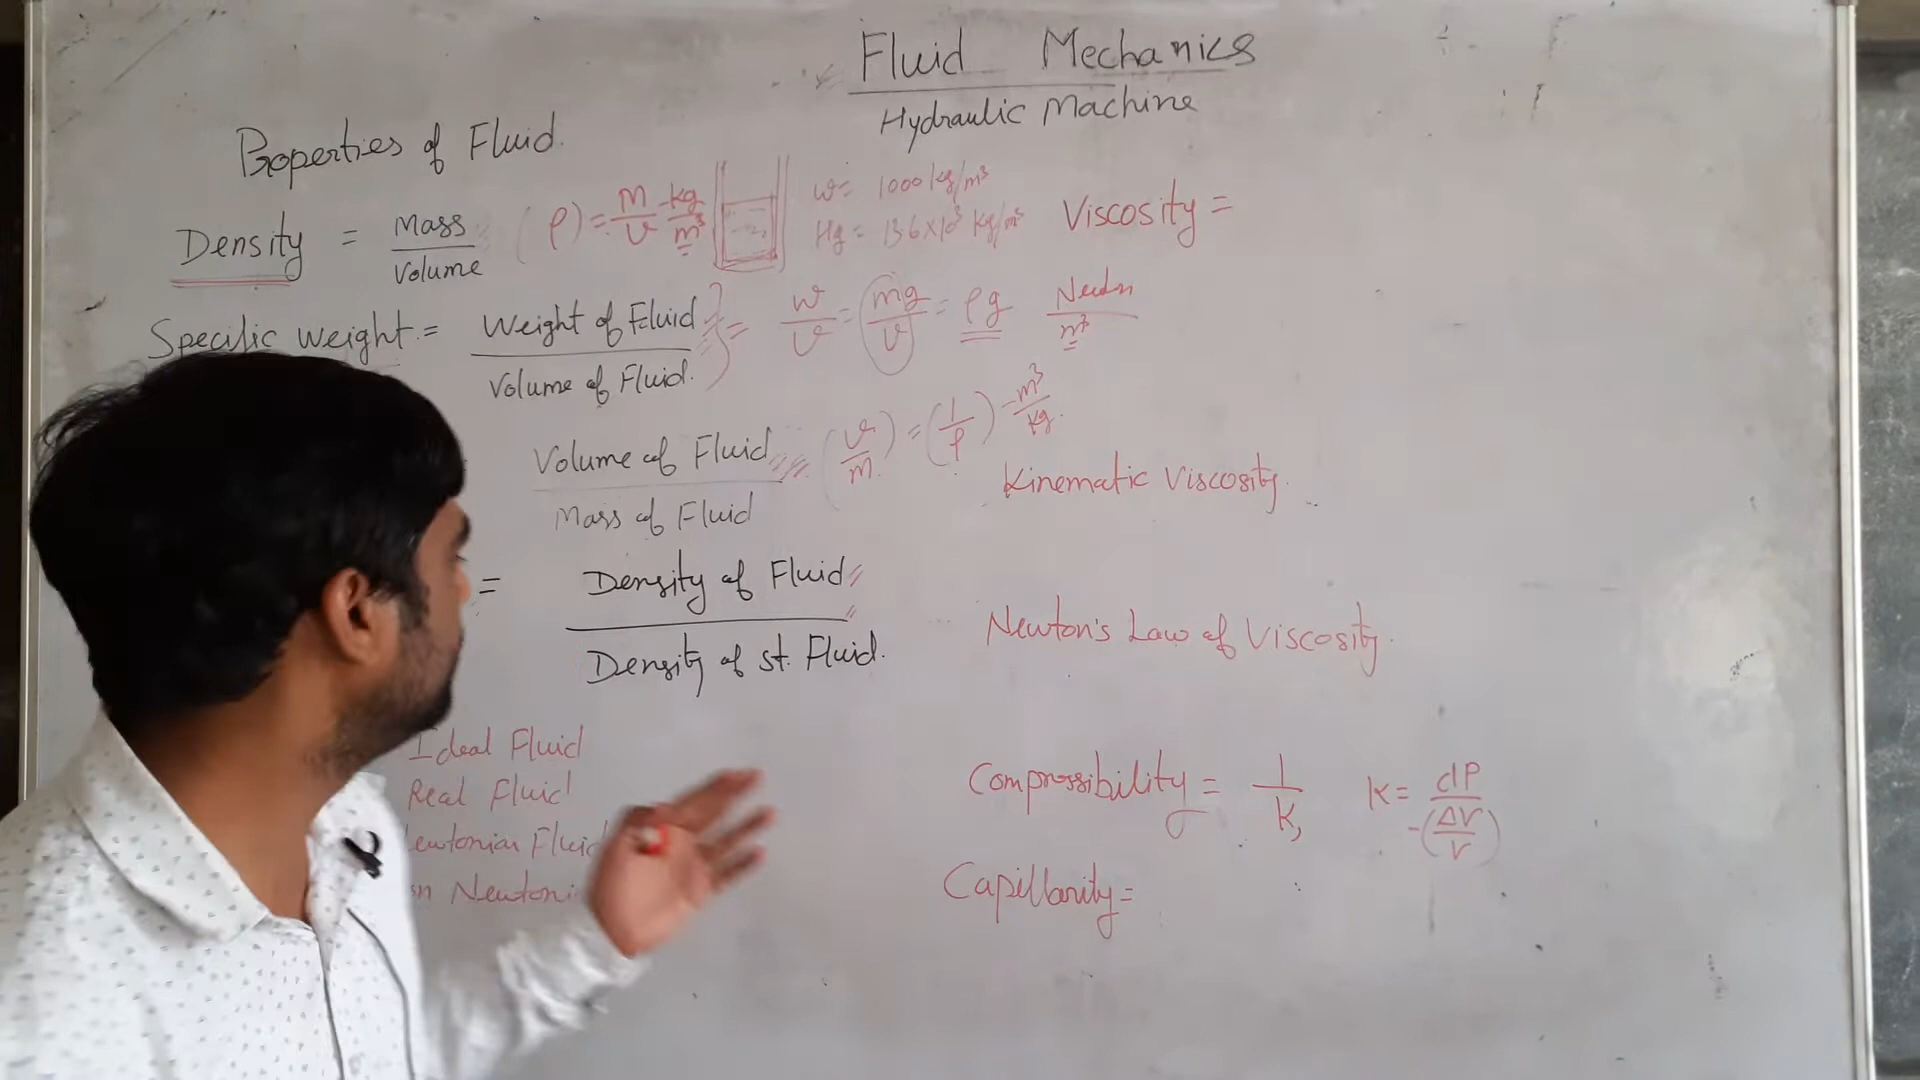 Fluid Mechanics
Hydraulic Machine
Properties of Fluid.
Density = Mass / Volume (ρ) = M/V - kg/m³
W = 1000 kg/m³
Hg = 13.6×10³ Kg/m³
Viscosity =
Specific weight = Weight of Fluid / Volume of Fluid. = W/V = mg/V = ρg Newton/m³
Volume of Fluid / Mass of Fluid (V/m) = (1/ρ) - m³/kg.
Kinematic Viscosity.
= Density of Fluid / Density of st. Fluid.
Newton's Law of Viscosity.
Ideal Fluid
Real Fluid
ewtonian Fluid
on Newtoni
Compressibility = 1/K, K = dP/-(ΔV/V)
Capillarity =